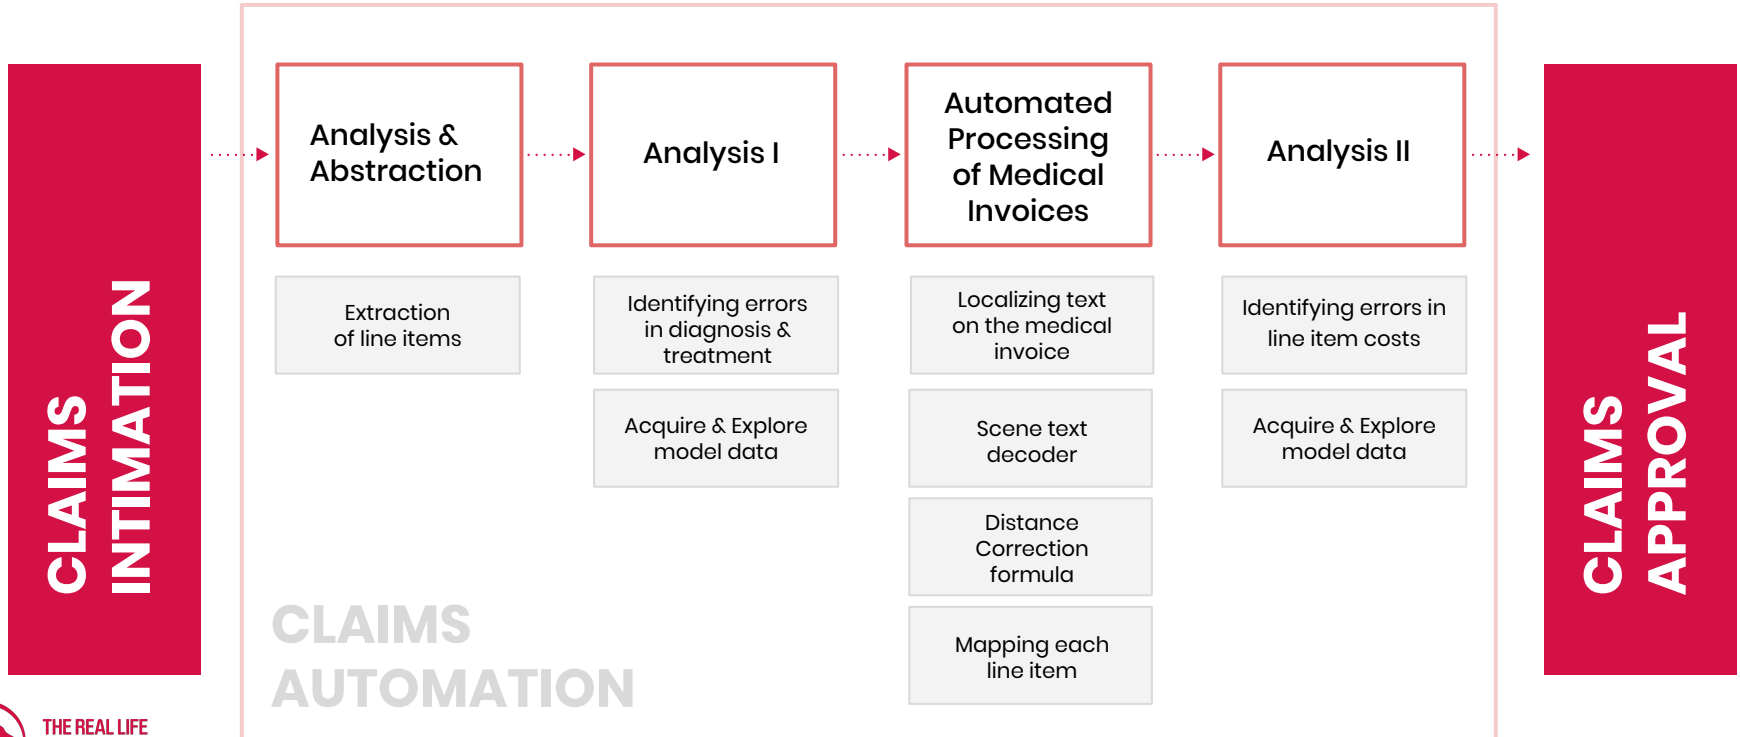 CLAIMS
INTIMATION
Analysis &
Abstraction
Extraction
of line items
Analysis I
Identifying errors
in diagnosis &
treatment
Acquire & Explore
model data
Automated
Processing
of Medical
Invoices
Localizing text
on the medical
invoice
Scene text
decoder
Distance
Correction
formula
Mapping each
line item
Analysis II
Identifying errors in
line item costs
Acquire & Explore
model data
CLAIMS
APPROVAL
CLAIMS
AUTOMATION
THE REAL LIFE